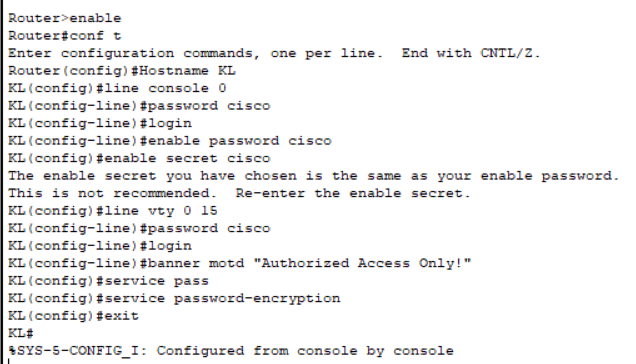 Router>enable
Router#conf t
Enter configuration commands, one per line.  End with CNTL/Z.
Router(config)#Hostname KL
KL(config)#line console 0
KL(config-line)#password cisco
KL(config-line)#login
KL(config-line)#enable password cisco
KL(config)#enable secret cisco
The enable secret you have chosen is the same as your enable password.
This is not recommended.  Re-enter the enable secret.
KL(config)#line vty 0 15
KL(config-line)#password cisco
KL(config-line)#login
KL(config-line)#banner motd "Authorized Access Only!"
KL(config)#service pass
KL(config)#service password-encryption
KL(config)#exit
KL#
%SYS-5-CONFIG_I: Configured from console by console